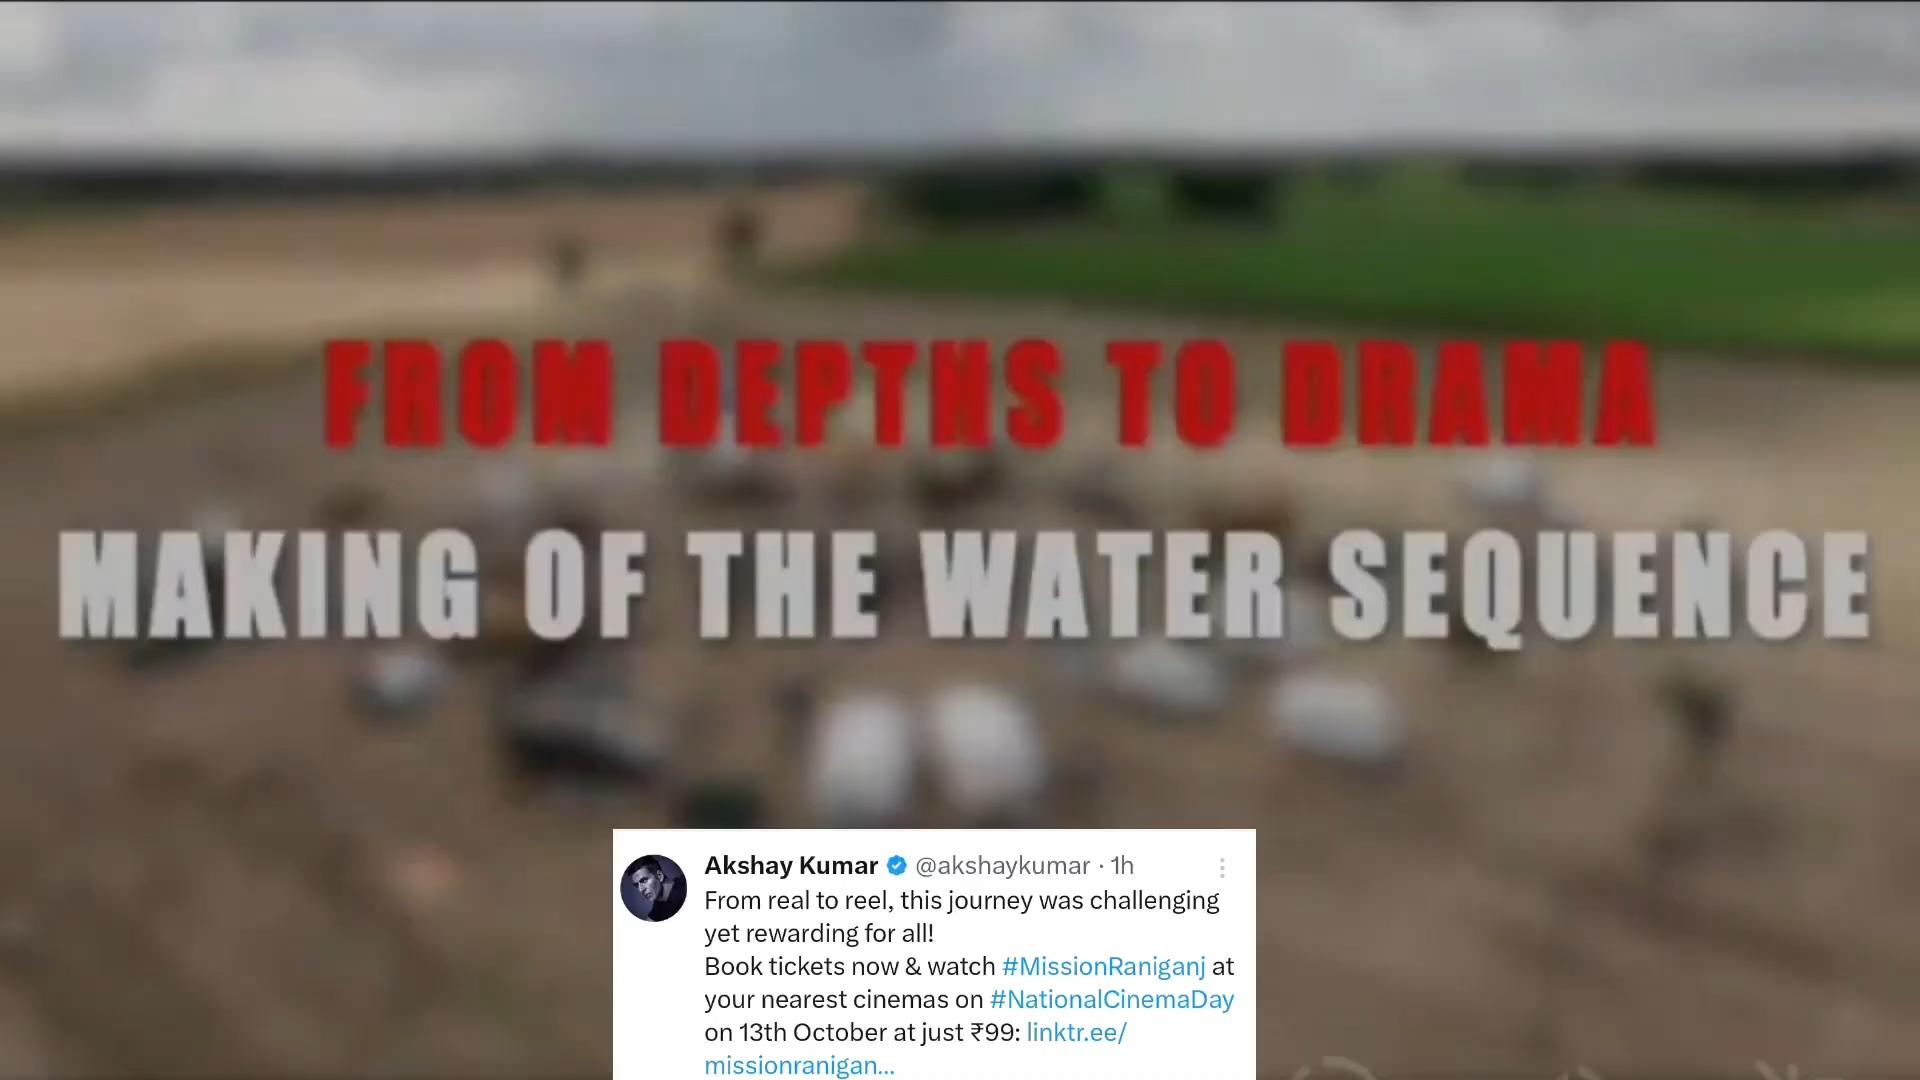 FROM DEPTHS TO DRAMA
MAKING OF THE WATER SEQUENCE
Akshay Kumar @akshaykumar · 1h
From real to reel, this journey was challenging
yet rewarding for all!
Book tickets now & watch #MissionRaniganj at
your nearest cinemas on #NationalCinemaDay
on 13th October at just ₹99: linktr.ee/
missionranigan...